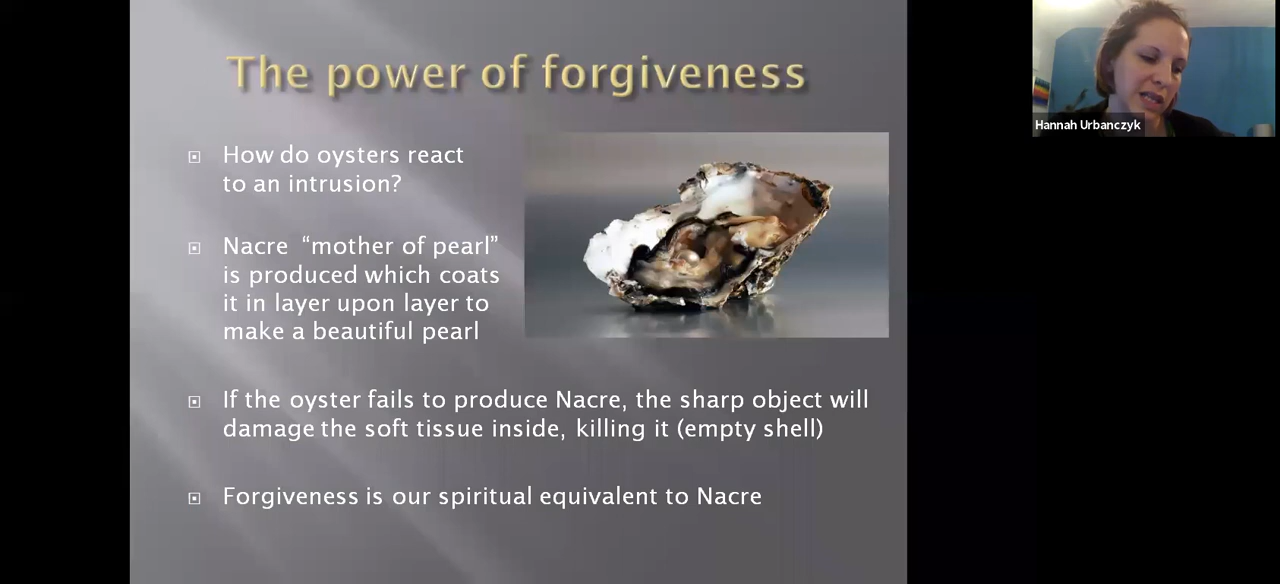 The power of forgiveness
How do oysters react
to an intrusion?
Nacre “mother of pearl”
is produced which coats
it in layer upon layer to
make a beautiful pearl
If the oyster fails to produce Nacre, the sharp object will
damage the soft tissue inside, killing it (empty shell)
Forgiveness is our spiritual equivalent to Nacre
Hannah Urbanczyk